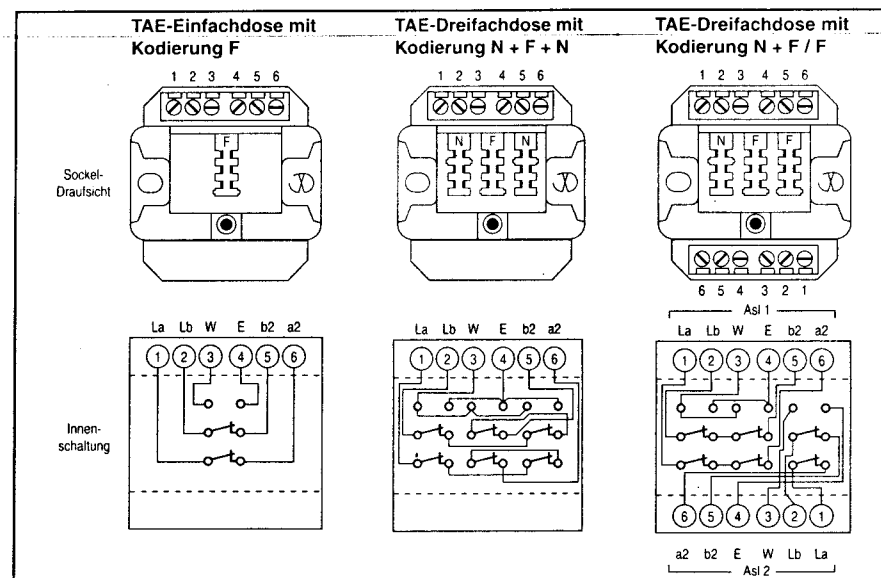 TAE-Einfachdose mit
Kodierung F
TAE-Dreifachdose mit
Kodierung N + F + N
TAE-Dreifachdose mit
Kodierung N + F / F
1 2 3 4 5 6
1 2 3 4 5 6
1 2 3 4 5 6
Sockel-
Draufsicht
F
N F N
N F F
6 5 4 3 2 1
Asl 1
La Lb W E b2 a2
La Lb W E b2 a2
La Lb W E b2 a2
1 2 3 4 5 6
1 2 3 4 5 6
1 2 3 4 5 6
Innen-
schaltung
6 5 4 3 2 1
a2 b2 E W Lb La
Asl 2